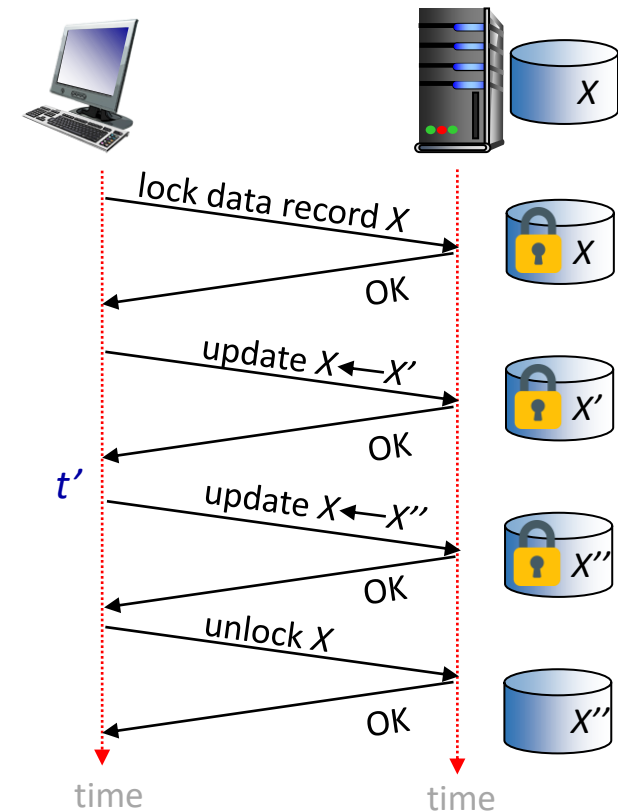 X
lock data record X
X
OK
update X ← X'
X'
OK
t'
update X ← X''
X''
OK
unlock X
OK
X''
time
time